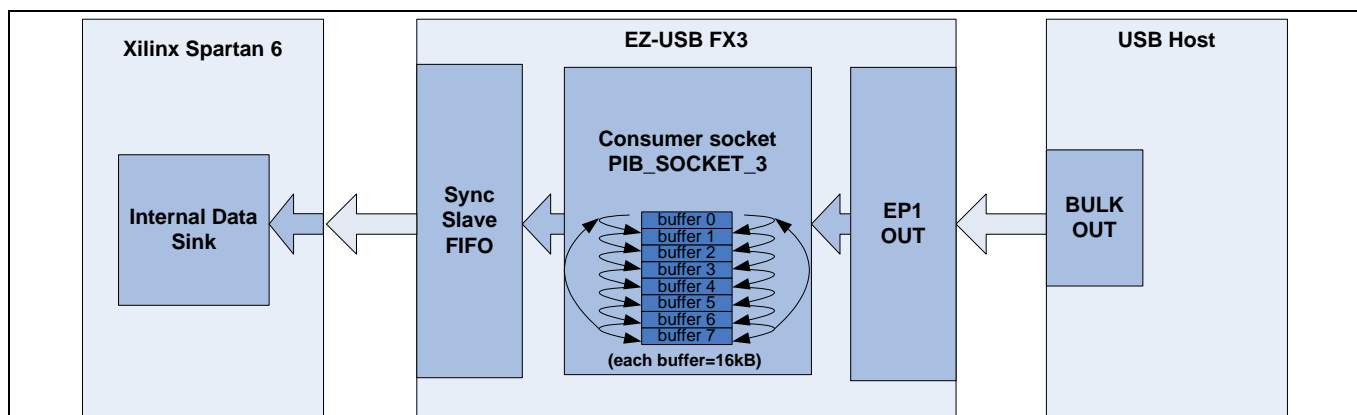 Xilinx Spartan 6
EZ-USB FX3
USB Host
Internal Data
Sink
Sync
Slave
FIFO
Consumer socket
PIB_SOCKET_3
buffer 0
buffer 1
buffer 2
buffer 3
buffer 4
buffer 5
buffer 6
buffer 7
(each buffer=16kB)
EP1
OUT
BULK
OUT